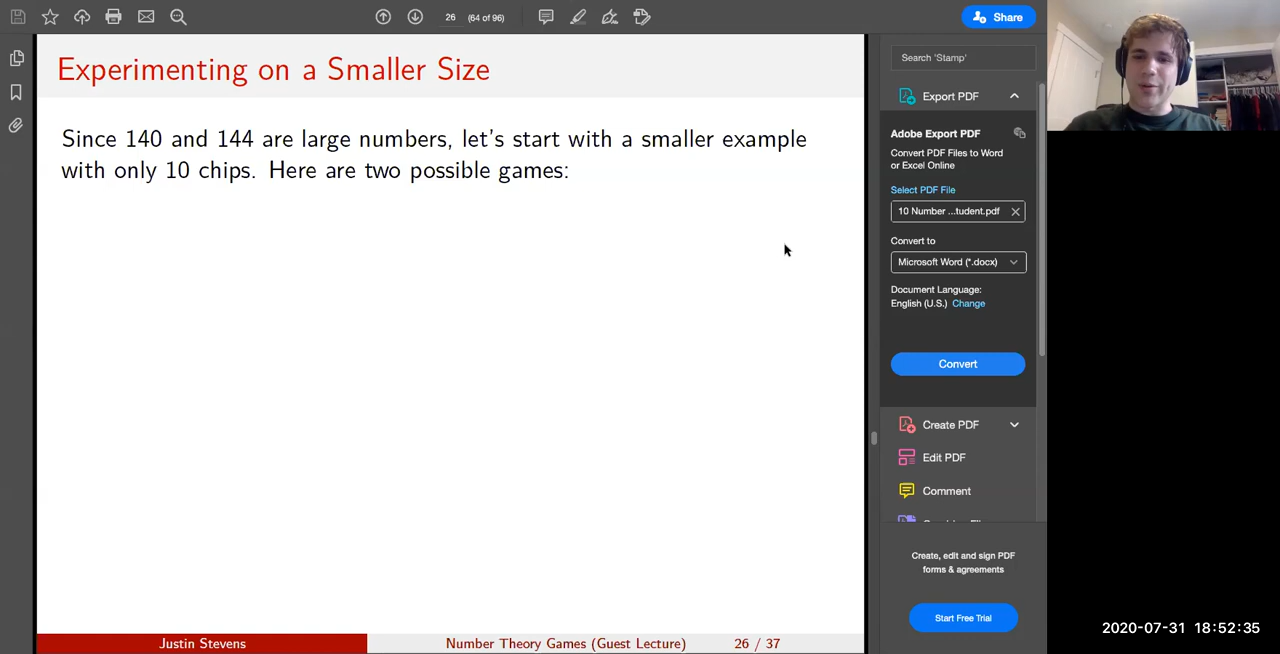 26 (64 of 96)
Share
Experimenting on a Smaller Size
Since 140 and 144 are large numbers, let's start with a smaller example
with only 10 chips. Here are two possible games:
Justin Stevens
Number Theory Games (Guest Lecture)
26 / 37
Search 'Stamp'
Export PDF
Adobe Export PDF
Convert PDF Files to Word
or Excel Online
Select PDF File
10 Number ...tudent.pdf
Convert to
Microsoft Word (*.docx)
Document Language:
English (U.S.) Change
Convert
Create PDF
Edit PDF
Comment
Create, edit and sign PDF
forms & agreements
Start Free Trial
2020-07-31 18:52:35